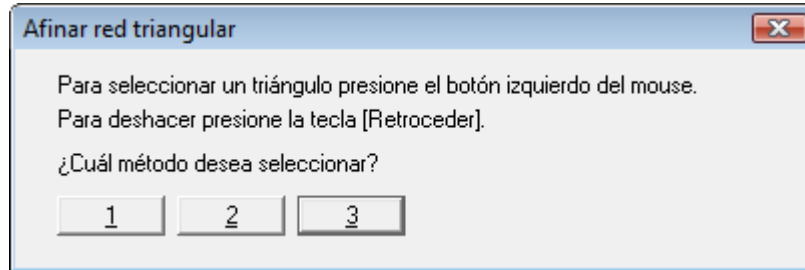 Afinar red triangular
Para seleccionar un triángulo presione el botón izquierdo del mouse.
Para deshacer presione la tecla [Retroceder].
¿Cuál método desea seleccionar?
1 2 3